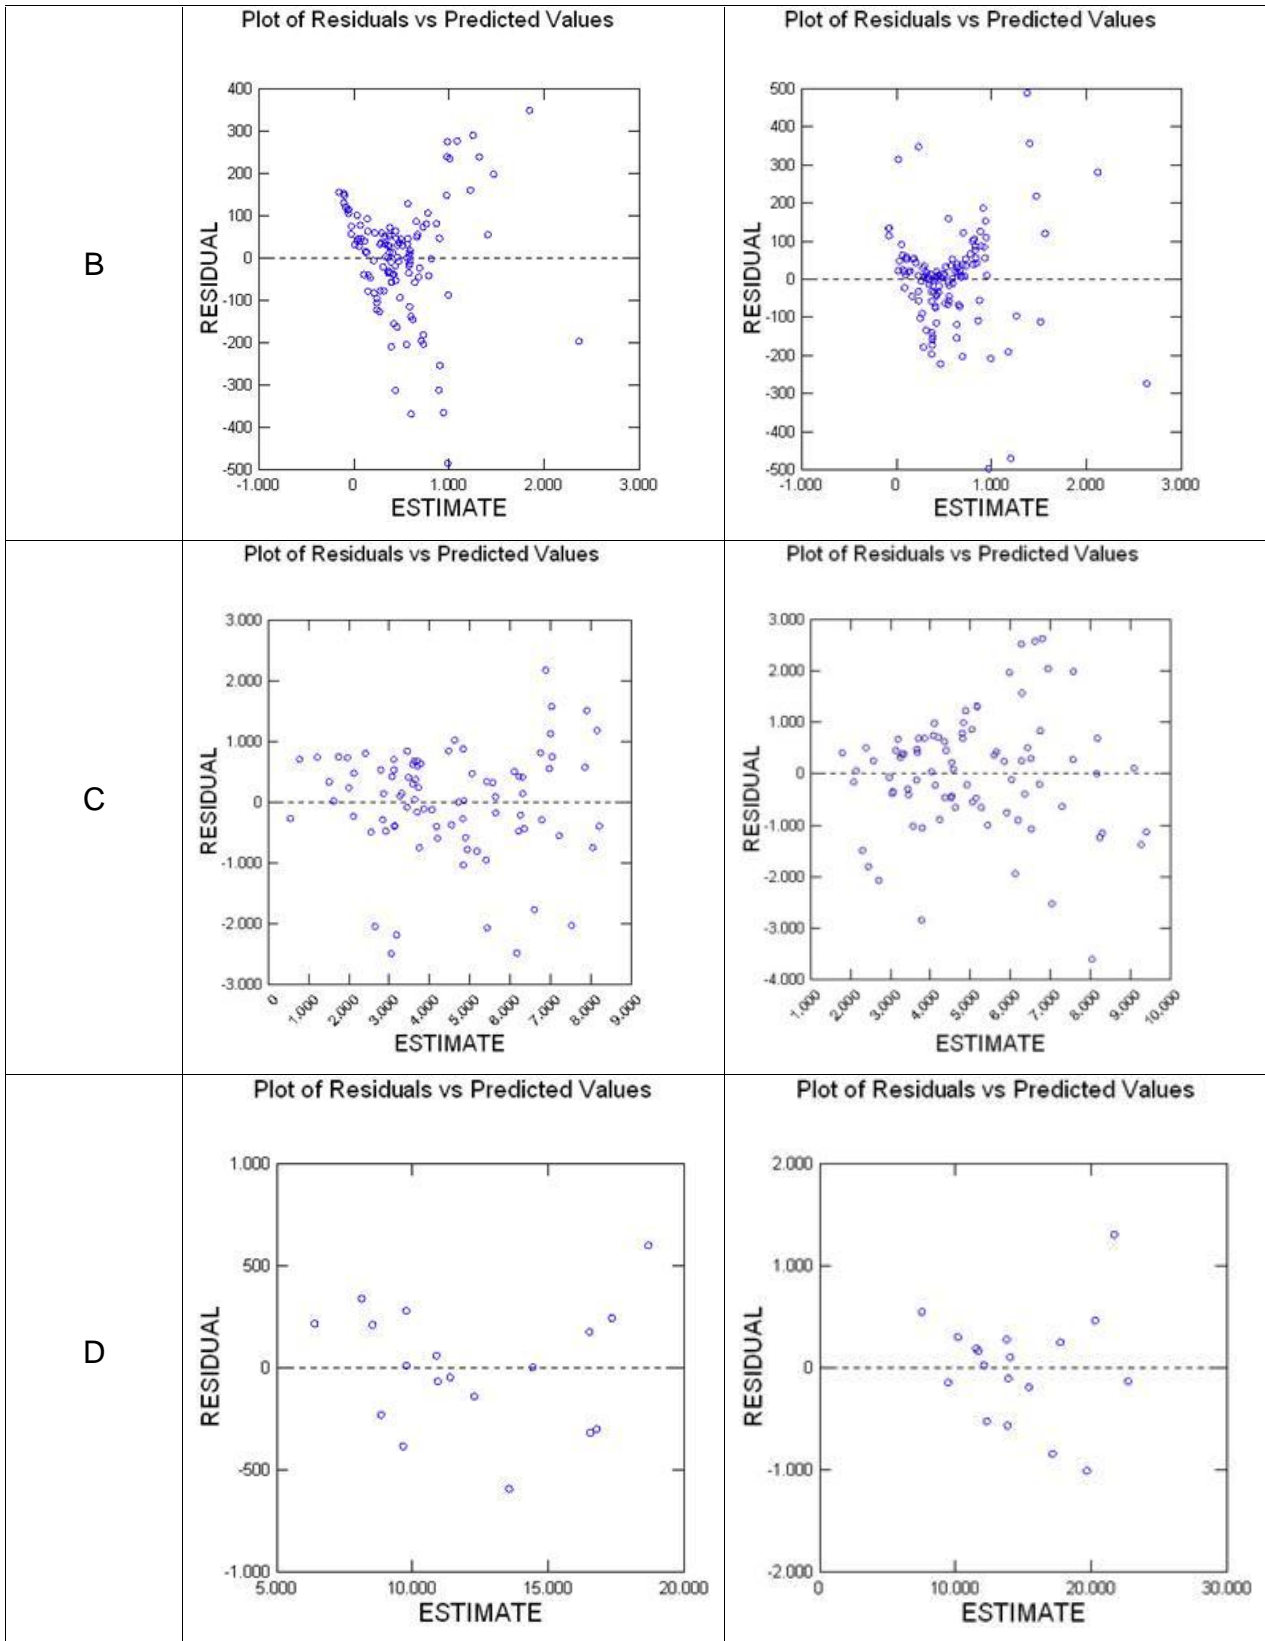 Plot of Residuals vs Predicted Values
Plot of Residuals vs Predicted Values
B
RESIDUAL
400
300
200
100
0
-100
-200
-300
-400
-500
-1.000 0 1.000 2.000 3.000
ESTIMATE
RESIDUAL
500
400
300
200
100
0
-100
-200
-300
-400
-500
-1.000 0 1.000 2.000 3.000
ESTIMATE
Plot of Residuals vs Predicted Values
Plot of Residuals vs Predicted Values
C
RESIDUAL
3.000
2.000
1.000
0
-1.000
-2.000
-3.000
0 1.000 2.000 3.000 4.000 5.000 6.000 7.000 8.000 9.000
ESTIMATE
RESIDUAL
3.000
2.000
1.000
0
-1.000
-2.000
-3.000
-4.000
1.000 2.000 3.000 4.000 5.000 6.000 7.000 8.000 9.000 10.000
ESTIMATE
Plot of Residuals vs Predicted Values
Plot of Residuals vs Predicted Values
D
RESIDUAL
1.000
500
0
-500
-1.000
5.000 10.000 15.000 20.000
ESTIMATE
RESIDUAL
2.000
1.000
0
-1.000
-2.000
0 10.000 20.000 30.000
ESTIMATE